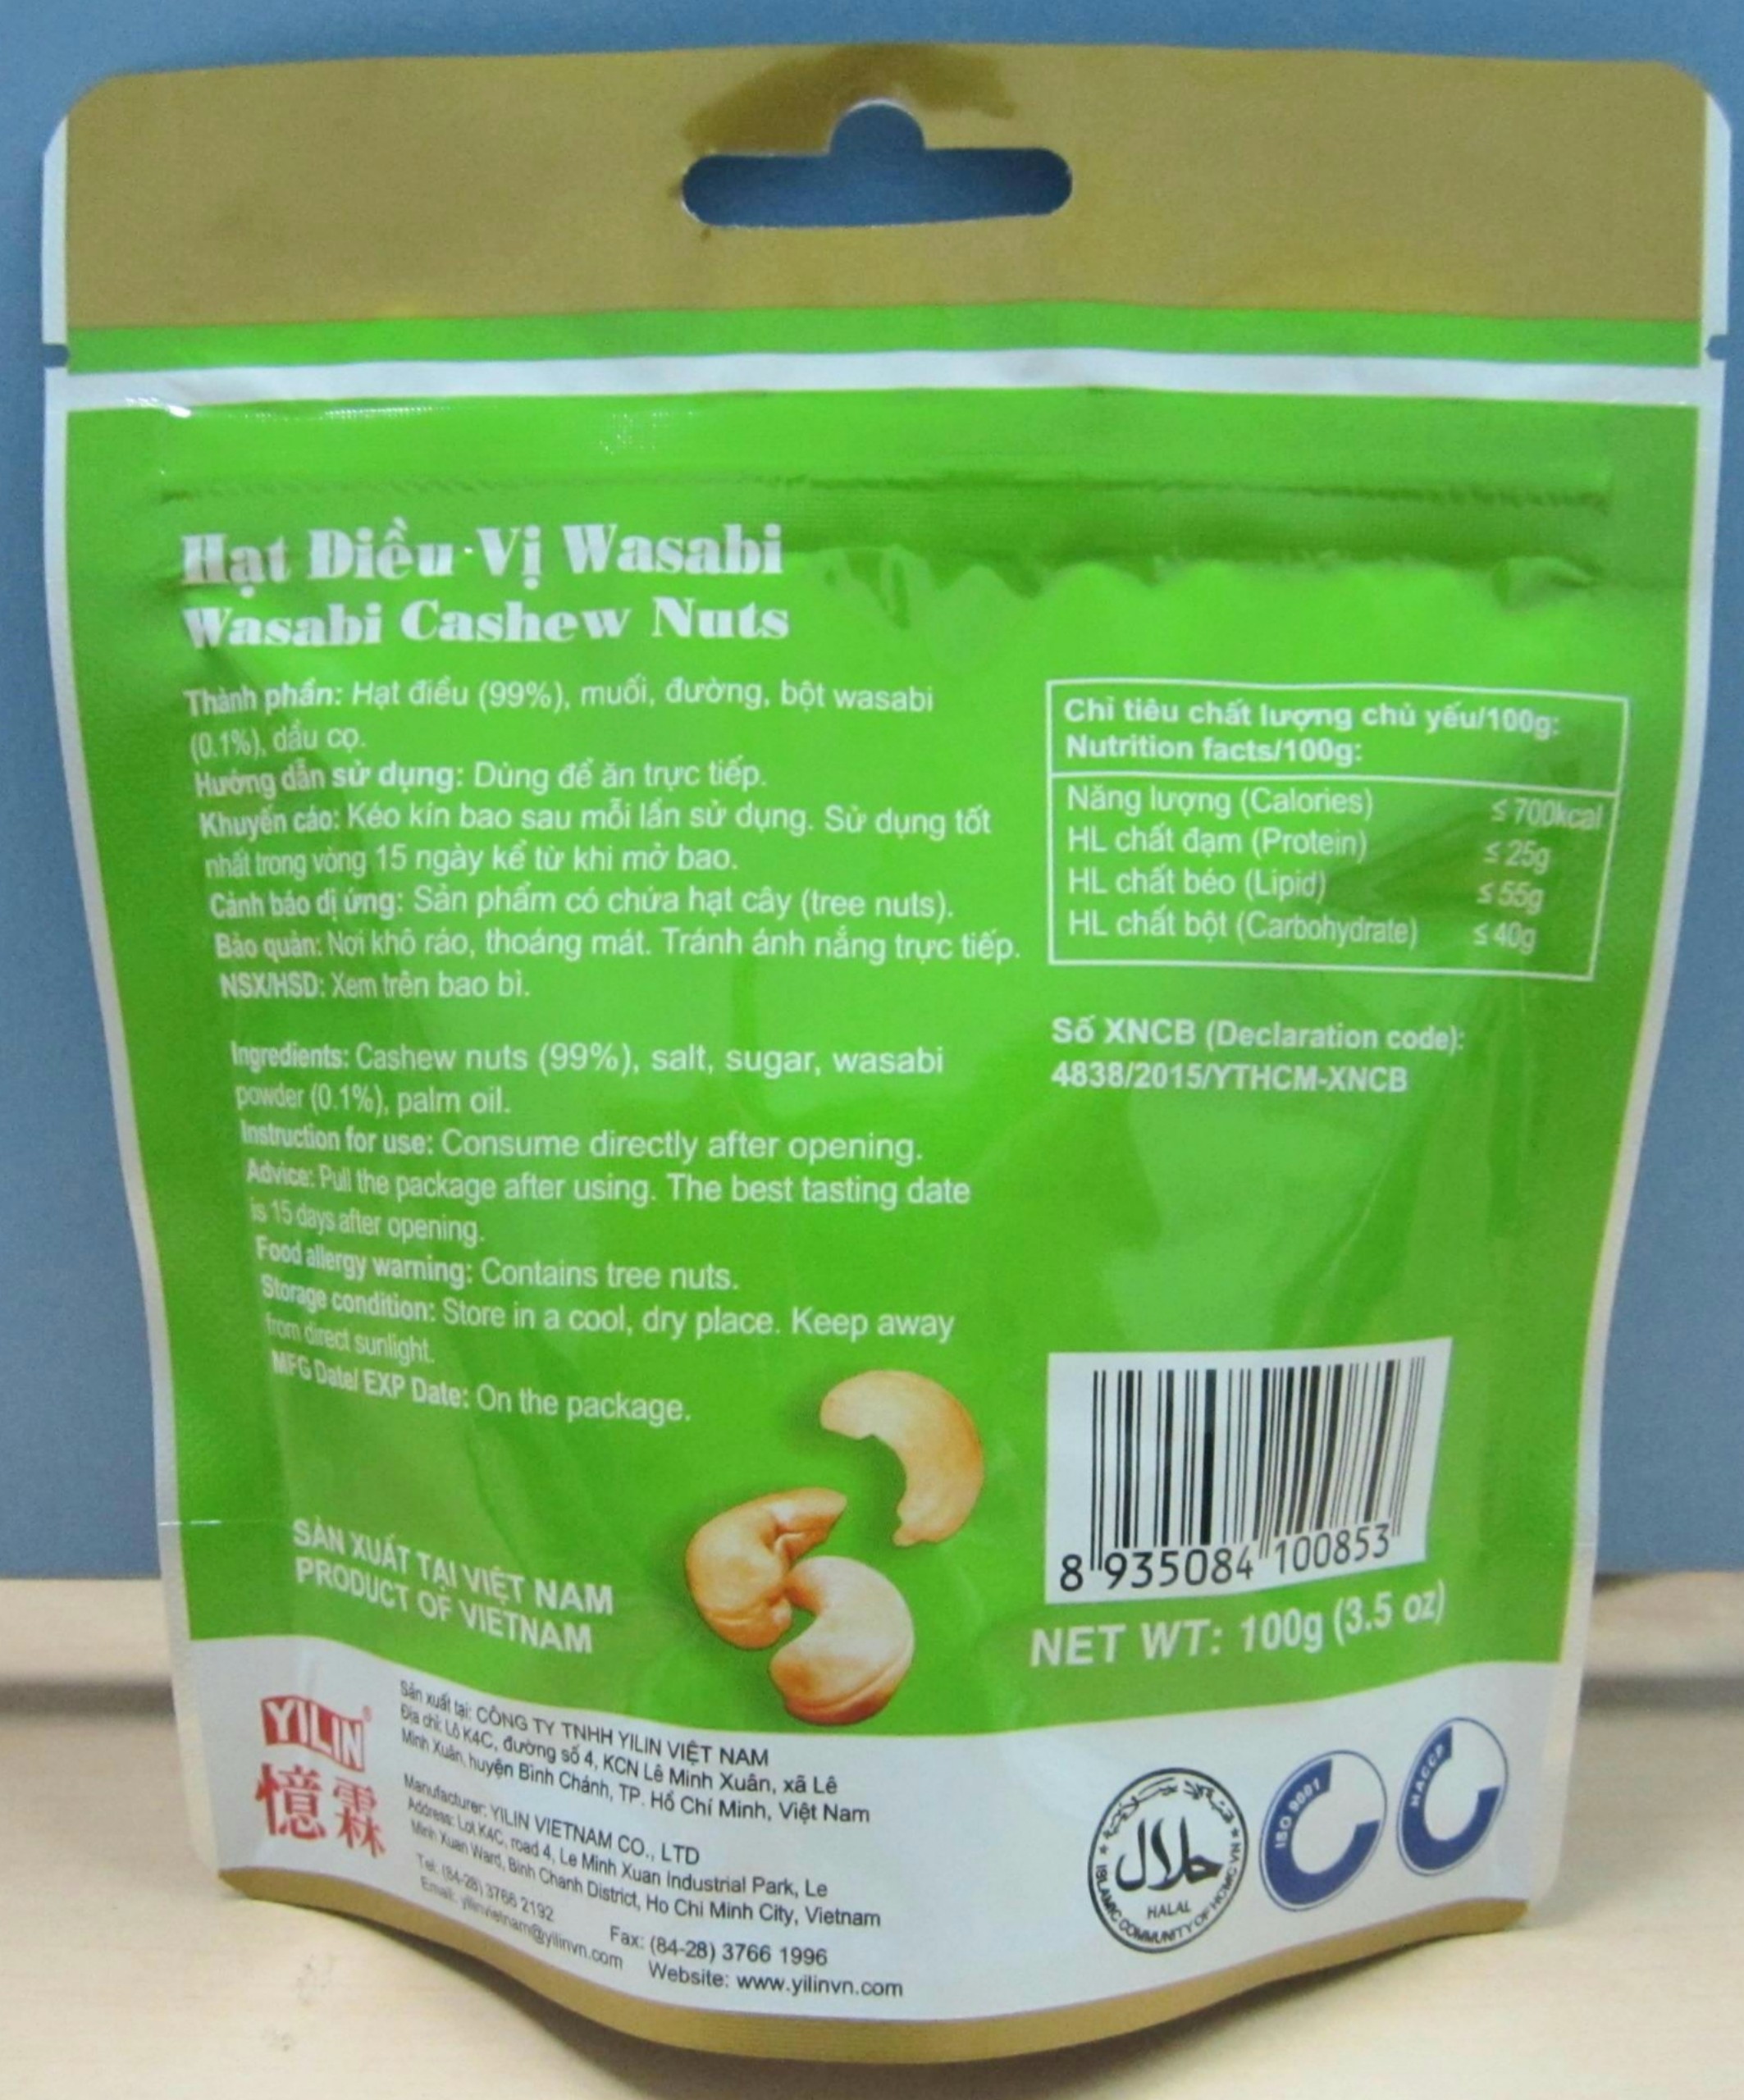 Hạt Điều Vị Wasabi
Wasabi Cashew Nuts
Thành phần: Hạt điều (99%), muối, đường, bột wasabi
(0.1%), dầu cọ.
Hướng dẫn sử dụng: Dùng để ăn trực tiếp.
Khuyến cáo: Kéo kín bao sau mỗi lần sử dụng. Sử dụng tốt
nhất trong vòng 15 ngày kể từ khi mở bao.
Cảnh báo dị ứng: Sản phẩm có chứa hạt cây (tree nuts).
Bảo quản: Nơi khô ráo, thoáng mát. Tránh ánh nắng trực tiếp.
NSX/HSD: Xem trên bao bì.
Ingredients: Cashew nuts (99%), salt, sugar, wasabi
powder (0.1%), palm oil.
Instruction for use: Consume directly after opening.
Advice: Pull the package after using. The best tasting date
is 15 days after opening.
Food allergy warning: Contains tree nuts.
Storage condition: Store in a cool, dry place. Keep away
from direct sunlight.
MFG Date/ EXP Date: On the package.
Chỉ tiêu chất lượng chủ yếu/100g:
Nutrition facts/100g:
Năng lượng (Calories) ≤ 700kcal
HL chất đạm (Protein) ≤ 25g
HL chất béo (Lipid) ≤ 55g
HL chất bột (Carbohydrate) ≤ 40g
Số XNCB (Declaration code):
4838/2015/YTHCM-XNCB
8 935084 100853
NET WT: 100g (3.5 oz)
SẢN XUẤT TẠI VIỆT NAM
PRODUCT OF VIETNAM
YILIN®
憶霖
Sản xuất tại: CÔNG TY TNHH YILIN VIỆT NAM
Địa chỉ: Lô K4C, đường số 4, KCN Lê Minh Xuân, xã Lê
Minh Xuân, huyện Bình Chánh, TP. Hồ Chí Minh, Việt Nam
Manufacturer: YILIN VIETNAM CO., LTD
Address: Lot K4C, road 4, Le Minh Xuan Industrial Park, Le
Minh Xuan Ward, Binh Chanh District, Ho Chi Minh City, Vietnam
Tel: (84-28) 3766 2192 Fax: (84-28) 3766 1996
Email: yilinvietnam@yilinvn.com Website: www.yilinvn.com
حلال
HALAL
ISLAMIC COMMUNITY OF HCMC VN
ISO 9001
HACCP